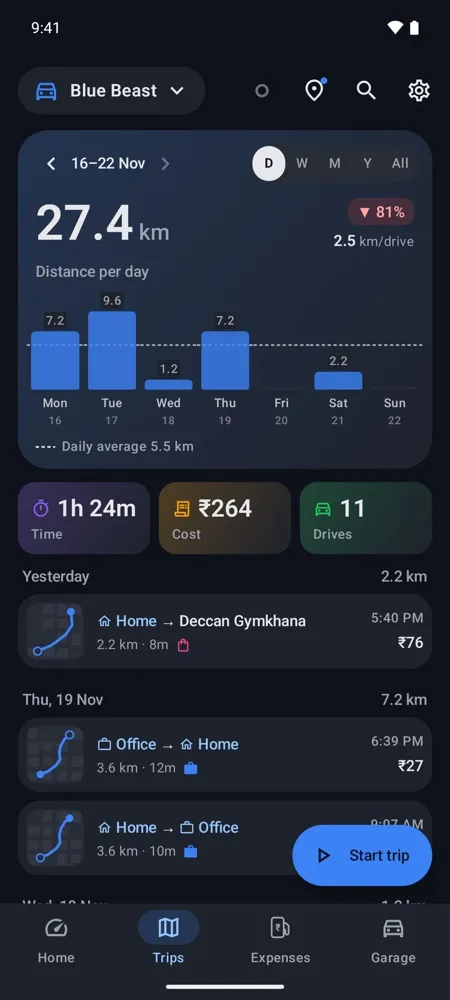 9:41
Blue Beast
16–22 Nov
D W M Y All
27.4 km
▼ 81%
2.5 km/drive
Distance per day
7.2 9.6 1.2 7.2 2.2
Mon Tue Wed Thu Fri Sat Sun
16 17 18 19 20 21 22
Daily average 5.5 km
1h 24m
Time
₹264
Cost
11
Drives
Yesterday 2.2 km
Home → Deccan Gymkhana 5:40 PM
2.2 km · 8m ₹76
Thu, 19 Nov 7.2 km
Office → Home 6:39 PM
3.6 km · 12m ₹27
Home → Office 9:07 AM
3.6 km · 10m
Start trip
Home Trips Expenses Garage